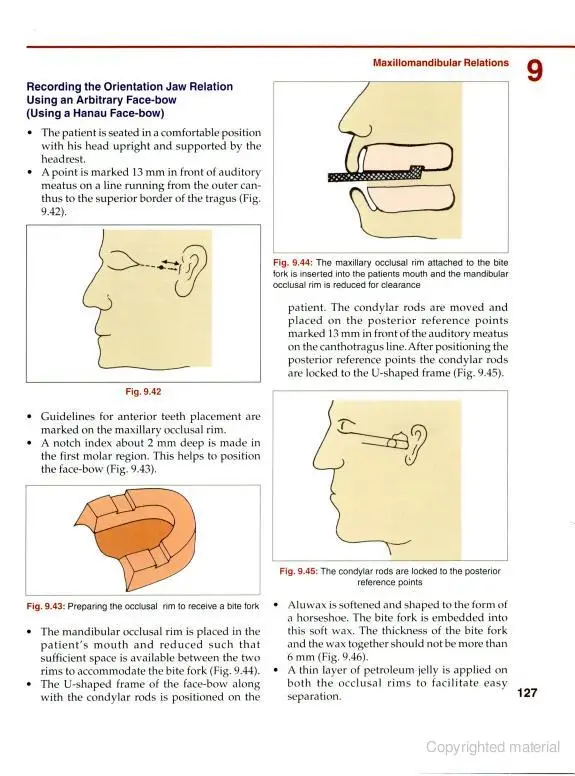 Maxillomandibular Relations
9
Recording the Orientation Jaw Relation
Using an Arbitrary Face-bow
(Using a Hanau Face-bow)
• The patient is seated in a comfortable position
with his head upright and supported by the
headrest.
• A point is marked 13 mm in front of auditory
meatus on a line running from the outer can-
thus to the superior border of the tragus (Fig.
9.42).
Fig. 9.42
• Guidelines for anterior teeth placement are
marked on the maxillary occlusal rim.
• A notch index about 2 mm deep is made in
the first molar region. This helps to position
the face-bow (Fig. 9.43).
Fig. 9.43: Preparing the occlusal rim to receive a bite fork
• The mandibular occlusal rim is placed in the
patient's mouth and reduced such that
sufficient space is available between the two
rims to accommodate the bite fork (Fig. 9.44).
• The U-shaped frame of the face-bow along
with the condylar rods is positioned on the
Fig. 9.44: The maxillary occlusal rim attached to the bite
fork is inserted into the patients mouth and the mandibular
occlusal rim is reduced for clearance
patient. The condylar rods are moved and
placed on the posterior reference points
marked 13 mm in front of the auditory meatus
on the canthotragus line. After positioning the
posterior reference points the condylar rods
are locked to the U-shaped frame (Fig. 9.45).
Fig. 9.45: The condylar rods are locked to the posterior
reference points
• Aluwax is softened and shaped to the form of
a horseshoe. The bite fork is embedded into
this soft wax. The thickness of the bite fork
and the wax together should not be more than
6 mm (Fig. 9.46).
• A thin layer of petroleum jelly is applied on
both the occlusal rims to facilitate easy
separation.
127
Copyrighted material